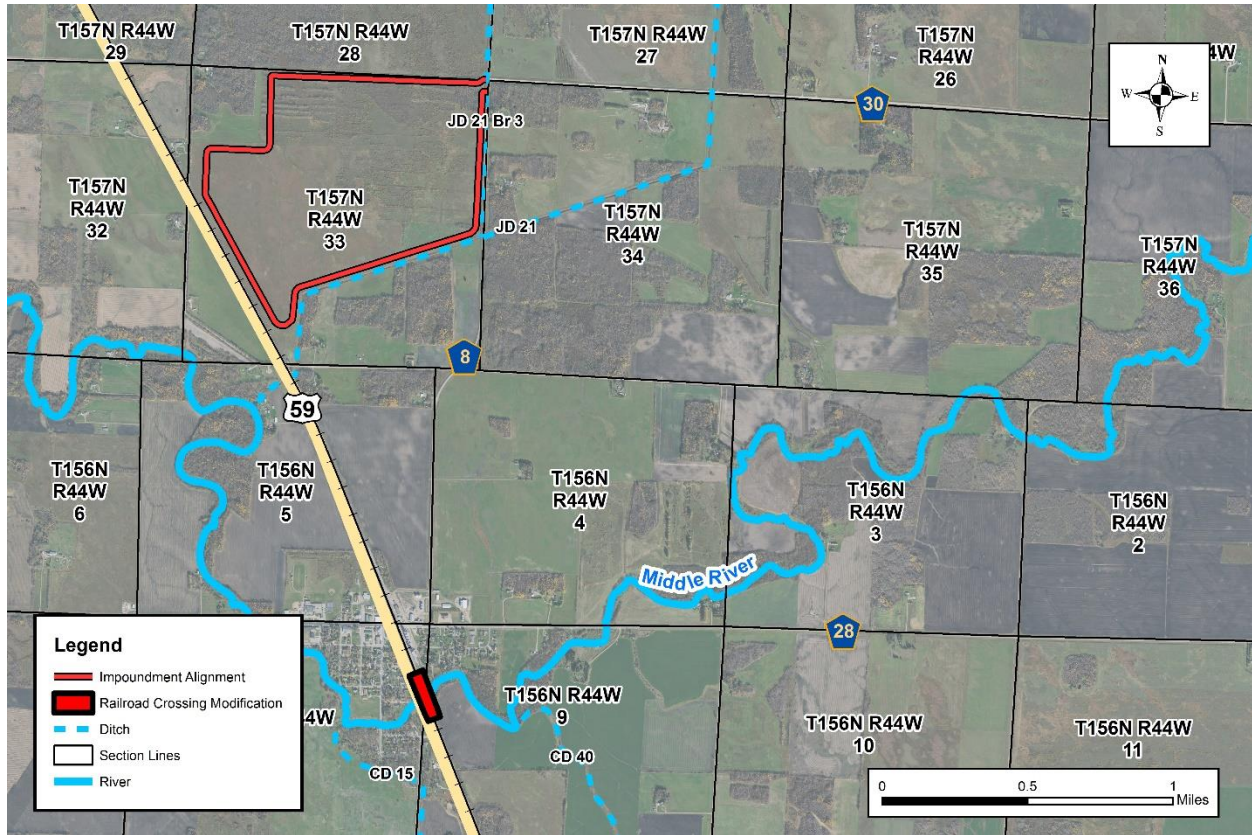 T157N R44W
29
T157N R44W
28
T157N R44W
27
T157N
R44W
26
4W
N
W
E
S
30
JD 21 Br 3
T157N
R44W
32
T157N
R44W
33
JD 21
T157N
R44W
34
T157N
R44W
35
T157N
R44W
36
8
59
T156N
R44W
6
T156N
R44W
5
T156N
R44W
4
T156N
R44W
3
T156N
R44W
2
Middle River
28
Legend
Impoundment Alignment
Railroad Crossing Modification
Ditch
Section Lines
River
4W
CD 15
T156N R44W
9
CD 40
T156N R44W
10
T156N R44W
11
0
0.5
1
Miles